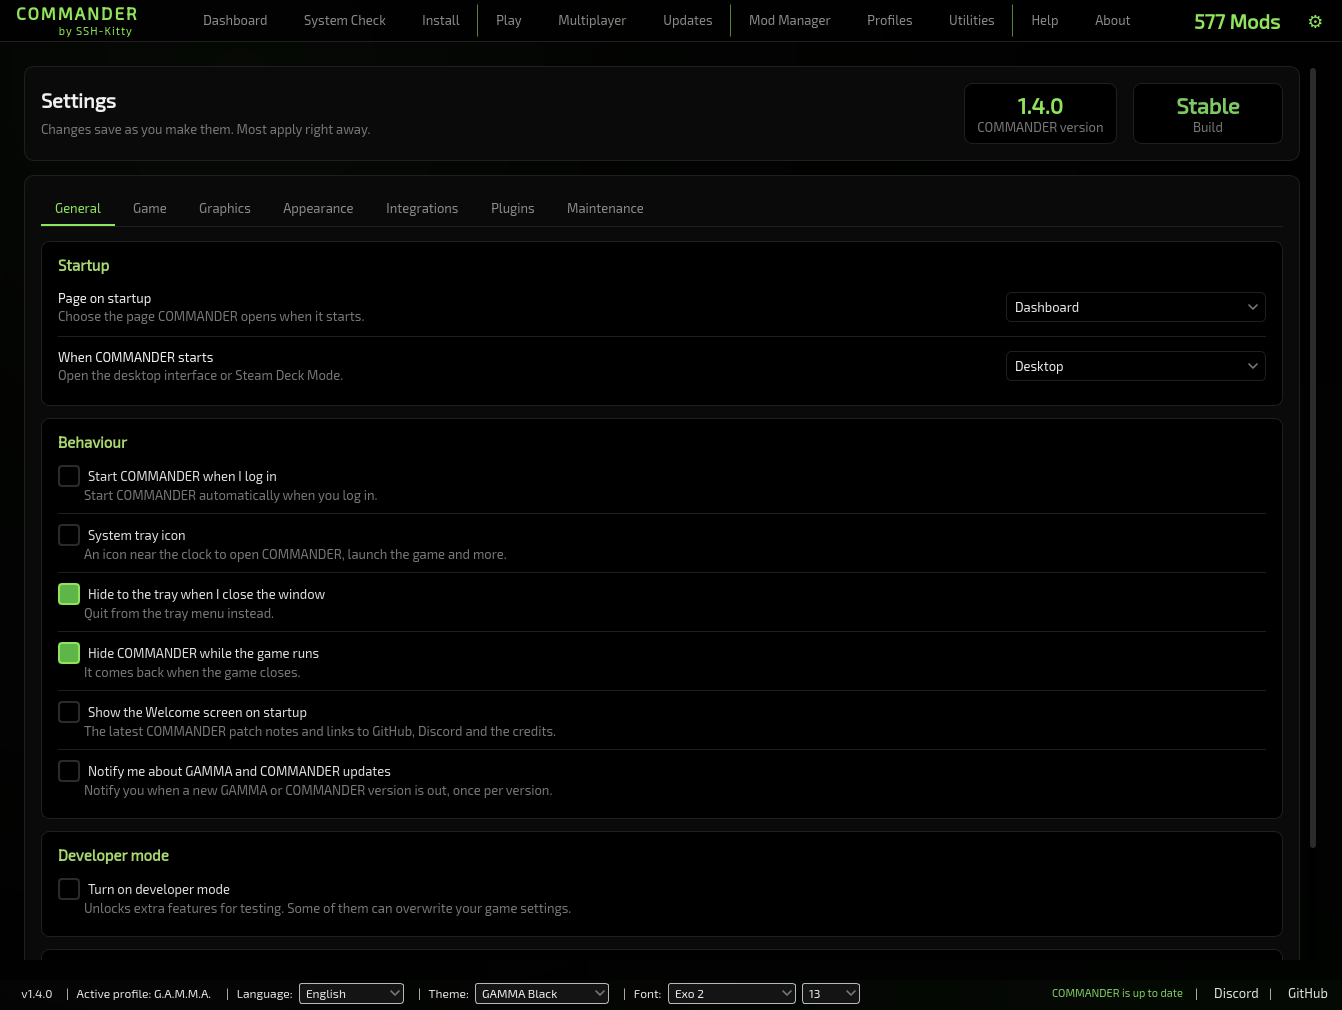 COMMANDER
by SSH-Kitty
Dashboard System Check Install Play Multiplayer Updates Mod Manager Profiles Utilities Help About
577 Mods
Settings
Changes save as you make them. Most apply right away.
1.4.0
COMMANDER version
Stable
Build
General Game Graphics Appearance Integrations Plugins Maintenance
Startup
Page on startup
Choose the page COMMANDER opens when it starts.
Dashboard
When COMMANDER starts
Open the desktop interface or Steam Deck Mode.
Desktop
Behaviour
Start COMMANDER when I log in
Start COMMANDER automatically when you log in.
System tray icon
An icon near the clock to open COMMANDER, launch the game and more.
Hide to the tray when I close the window
Quit from the tray menu instead.
Hide COMMANDER while the game runs
It comes back when the game closes.
Show the Welcome screen on startup
The latest COMMANDER patch notes and links to GitHub, Discord and the credits.
Notify me about GAMMA and COMMANDER updates
Notify you when a new GAMMA or COMMANDER version is out, once per version.
Developer mode
Turn on developer mode
Unlocks extra features for testing. Some of them can overwrite your game settings.
v1.4.0 | Active profile: G.A.M.M.A. | Language: English | Theme: GAMMA Black | Font: Exo 2 13 COMMANDER is up to date | Discord | GitHub